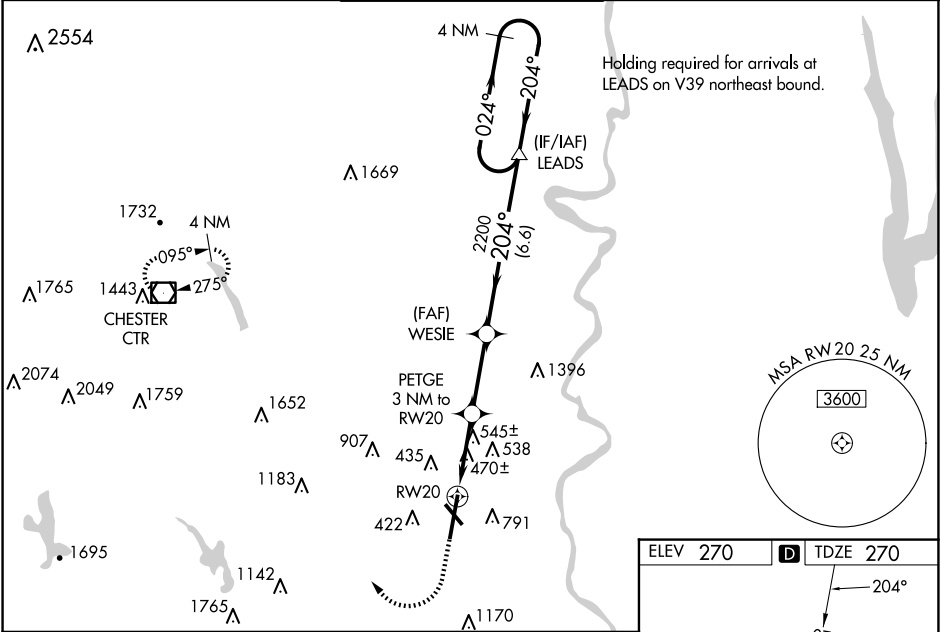 2554
4 NM
204°
024°
Holding required for arrivals at
LEADS on V39 northeast bound.
(IF/IAF)
LEADS
1669
1732
4 NM
095°
275°
2200
204°
(6.6)
1765
1443
CHESTER
CTR
(FAF)
WESIE
2074
2049
1759
1652
1396
PETGE
3 NM to
RW20
MSA RW20 25 NM
3600
907
435
545±
538
470±
1183
RW20
422
791
1695
1142
1765
1170
ELEV 270
D
TDZE 270
204°